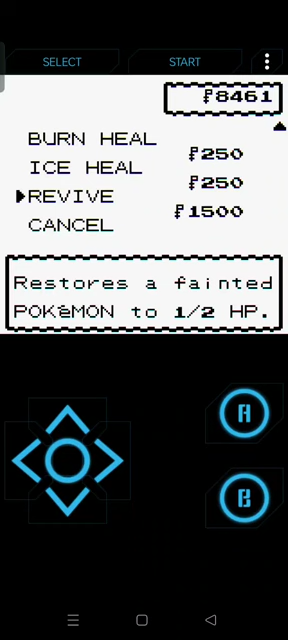 SELECT START
₽8461
BURN HEAL
₽250
ICE HEAL
₽250
▶REVIVE
₽1500
CANCEL
Restores a fainted
POKéMON to 1/2 HP.
A
B